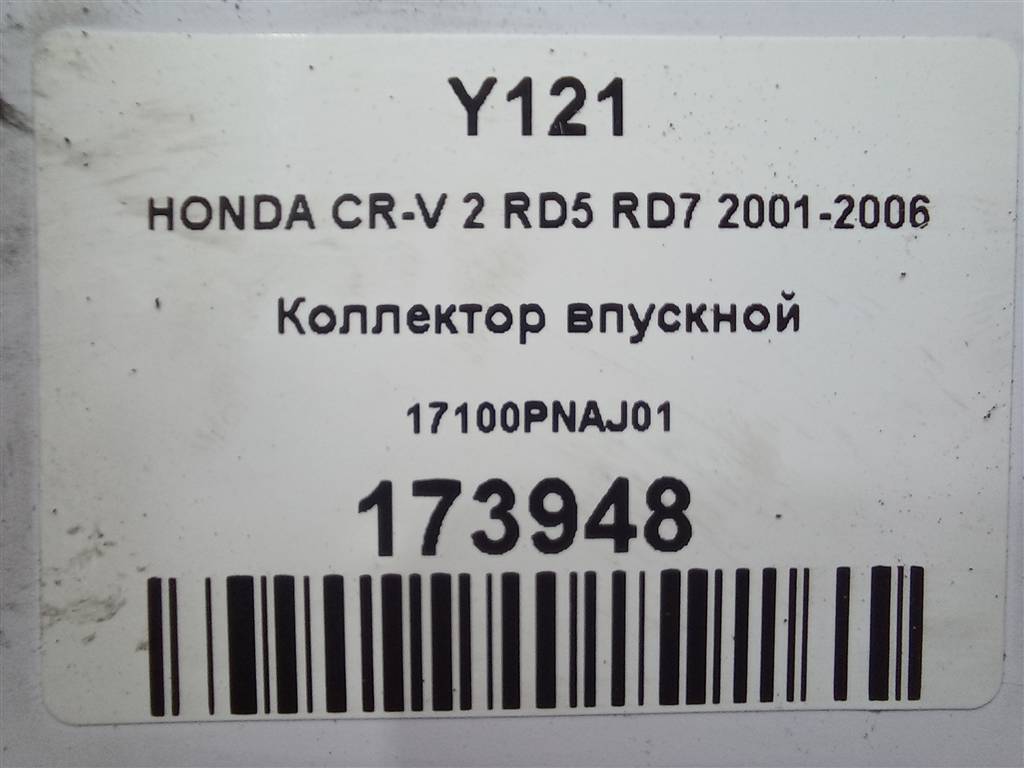 Y121
HONDA CR-V 2 RD5 RD7 2001-2006
Коллектор впускной
17100PNAJ01
173948